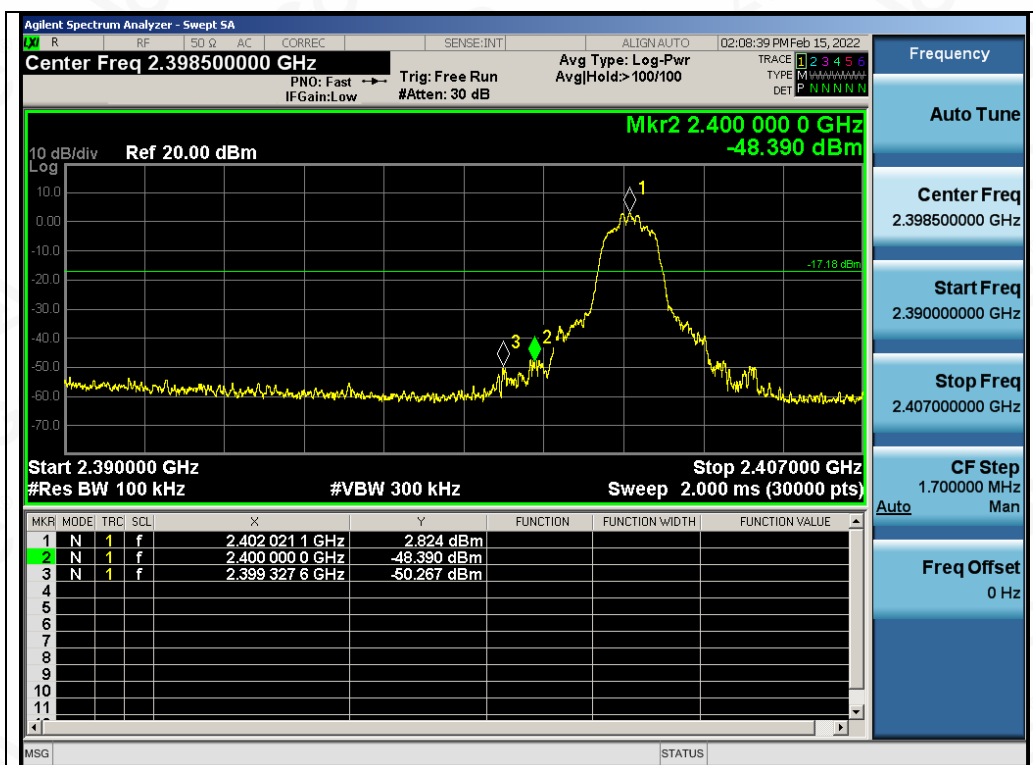 Agilent Spectrum Analyzer - Swept SA
LXI R RF 50 Ω AC CORREC SENSE:INT ALIGN AUTO 02:08:39 PM Feb 15, 2022
Center Freq 2.398500000 GHz
PNO: Fast
IFGain:Low
Trig: Free Run
#Atten: 30 dB
Avg Type: Log-Pwr
Avg|Hold:>100/100
TRACE 1 2 3 4 5 6
TYPE M
DET P N N N N N
Mkr2 2.400 000 0 GHz
-48.390 dBm
10 dB/div Ref 20.00 dBm
Log
10.0
0.00
-10.0
-20.0
-30.0
-40.0
-50.0
-60.0
-70.0
1
-17.18 dBm
3 2
Start 2.390000 GHz Stop 2.407000 GHz
#Res BW 100 kHz #VBW 300 kHz Sweep 2.000 ms (30000 pts)
MKR MODE TRC SCL X Y FUNCTION FUNCTION WIDTH FUNCTION VALUE
1 N 1 f 2.402 021 1 GHz 2.824 dBm
2 N 1 f 2.400 000 0 GHz -48.390 dBm
3 N 1 f 2.399 327 6 GHz -50.267 dBm
4
5
6
7
8
9
10
11
MSG STATUS
Frequency
Auto Tune
Center Freq
2.398500000 GHz
Start Freq
2.390000000 GHz
Stop Freq
2.407000000 GHz
CF Step
1.700000 MHz
Auto Man
Freq Offset
0 Hz